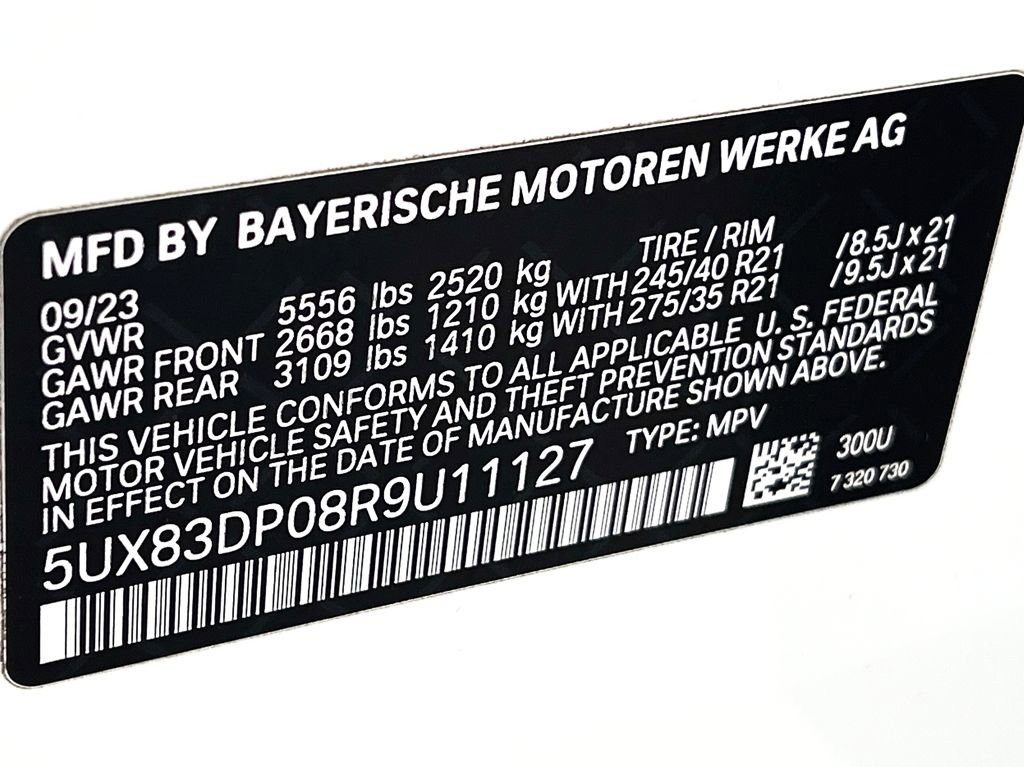 MFD BY BAYERISCHE MOTOREN WERKE AG
09/23 TIRE / RIM
GVWR 5556 lbs 2520 kg
GAWR FRONT 2668 lbs 1210 kg WITH 245/40 R21 /8.5J x 21
GAWR REAR 3109 lbs 1410 kg WITH 275/35 R21 /9.5J x 21
THIS VEHICLE CONFORMS TO ALL APPLICABLE U. S. FEDERAL
MOTOR VEHICLE SAFETY AND THEFT PREVENTION STANDARDS
IN EFFECT ON THE DATE OF MANUFACTURE SHOWN ABOVE.
5UX83DP08R9U11127 TYPE: MPV
300U
7 320 730